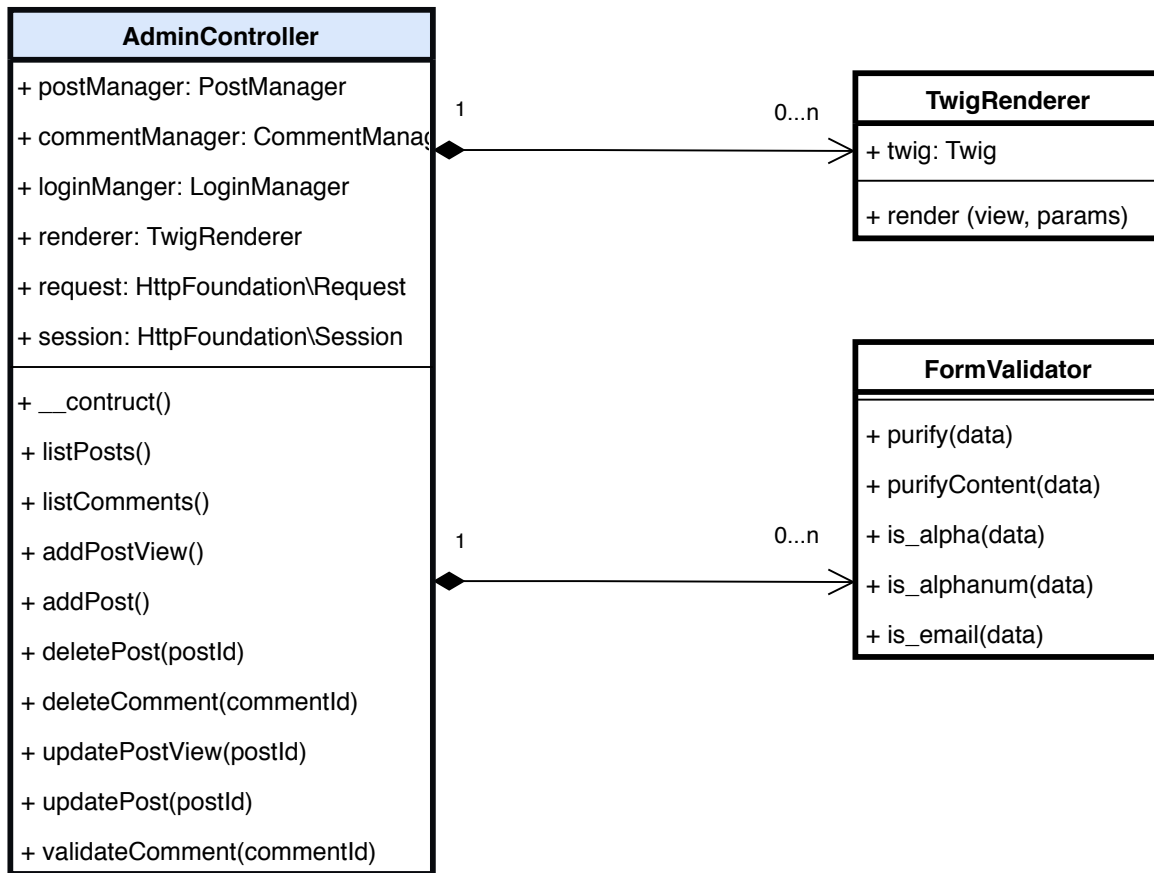 AdminController
+ postManager: PostManager
+ commentManager: CommentManag
+ loginManger: LoginManager
+ renderer: TwigRenderer
+ request: HttpFoundation\Request
+ session: HttpFoundation\Session
+ __contruct()
+ listPosts()
+ listComments()
+ addPostView()
+ addPost()
+ deletePost(postId)
+ deleteComment(commentId)
+ updatePostView(postId)
+ updatePost(postId)
+ validateComment(commentId)
1
0...n
TwigRenderer
+ twig: Twig
+ render (view, params)
1
0...n
FormValidator
+ purify(data)
+ purifyContent(data)
+ is_alpha(data)
+ is_alphanum(data)
+ is_email(data)